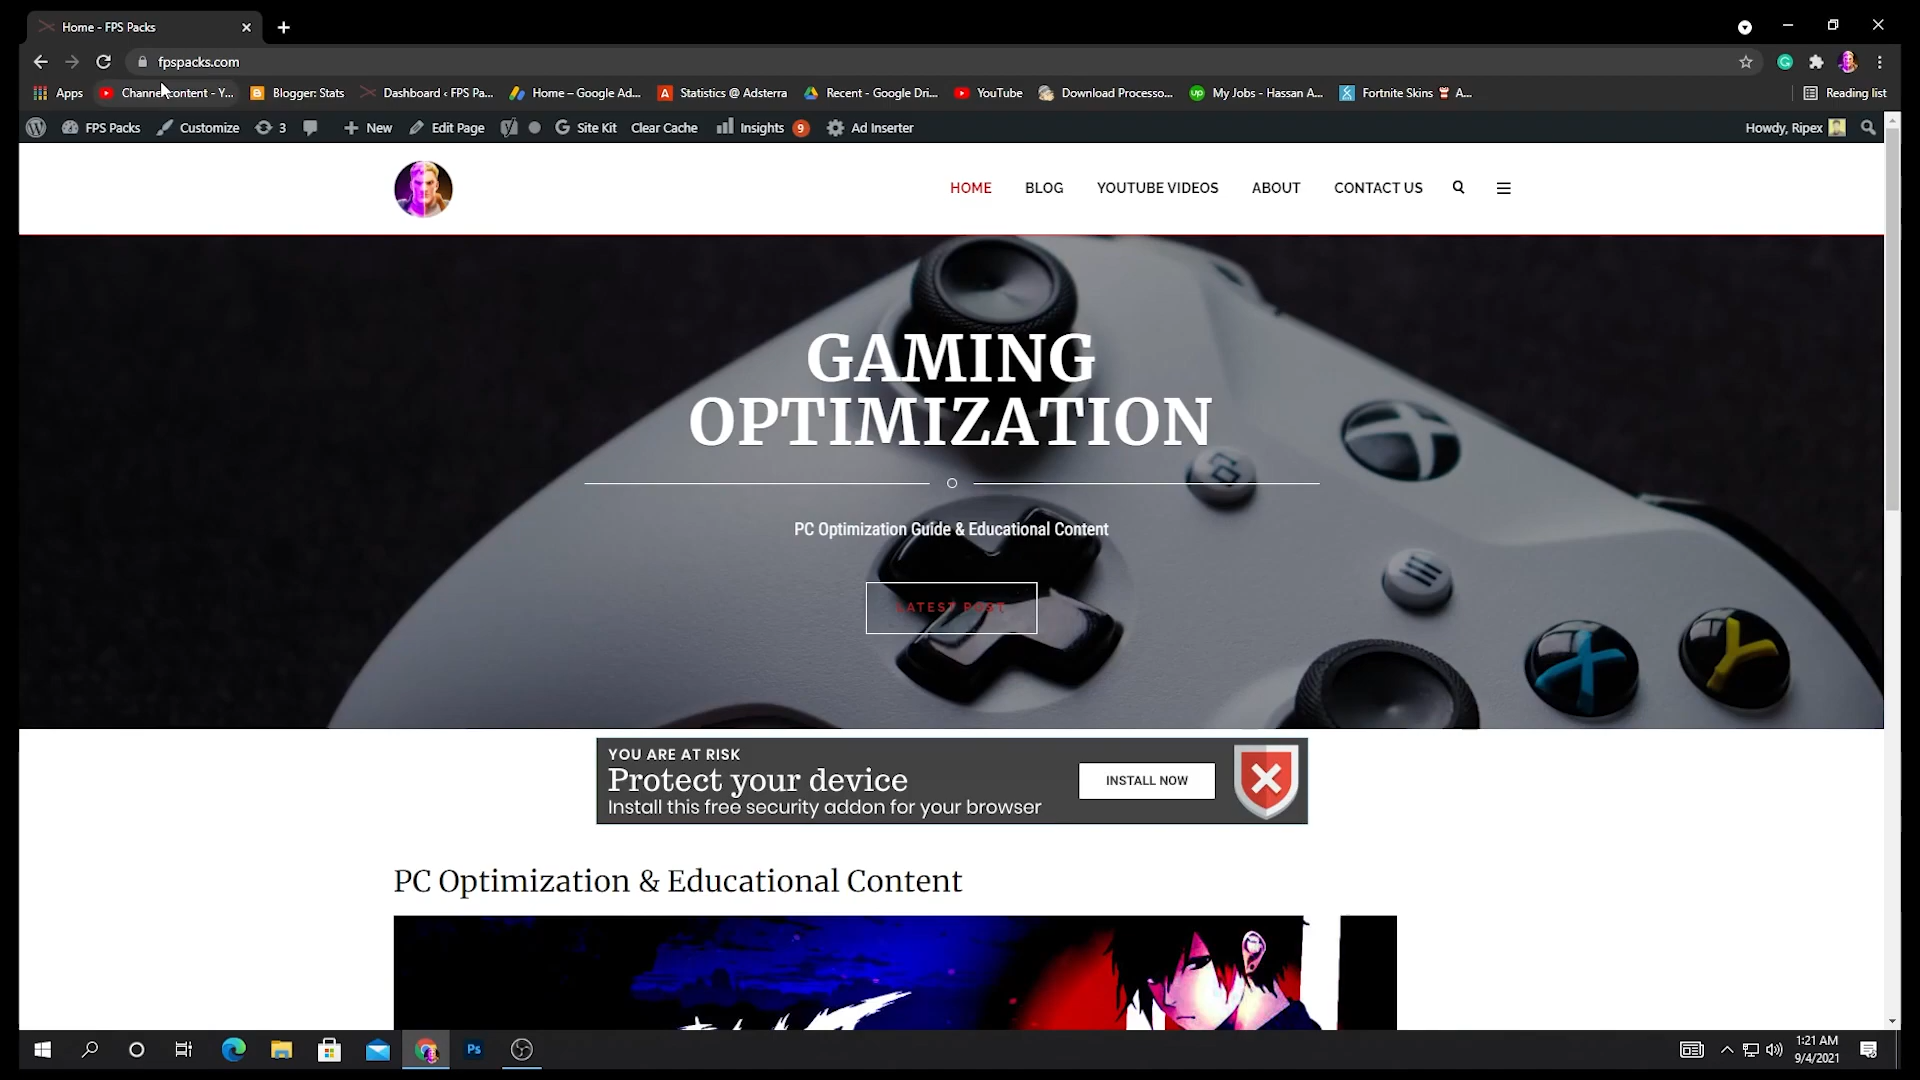 Home - FPS Packs
fpspacks.com
Apps
Channel content - Y...
Blogger: Stats
Dashboard ‹ FPS Pa...
Home – Google Ad...
Statistics @ Adsterra
Recent - Google Dri...
YouTube
Download Processo...
My Jobs - Hassan A...
Fortnite Skins
A...
Reading list
FPS Packs
Customize
3
New
Edit Page
Site Kit
Clear Cache
Insights
9
Ad Inserter
Howdy, Ripex
HOME
BLOG
YOUTUBE VIDEOS
ABOUT
CONTACT US
GAMING
OPTIMIZATION
PC Optimization Guide & Educational Content
LATEST POST
X
Y
YOU ARE AT RISK
Protect your device
Install this free security addon for your browser
INSTALL NOW
PC Optimization & Educational Content
Ps
1:21 AM
9/4/2021